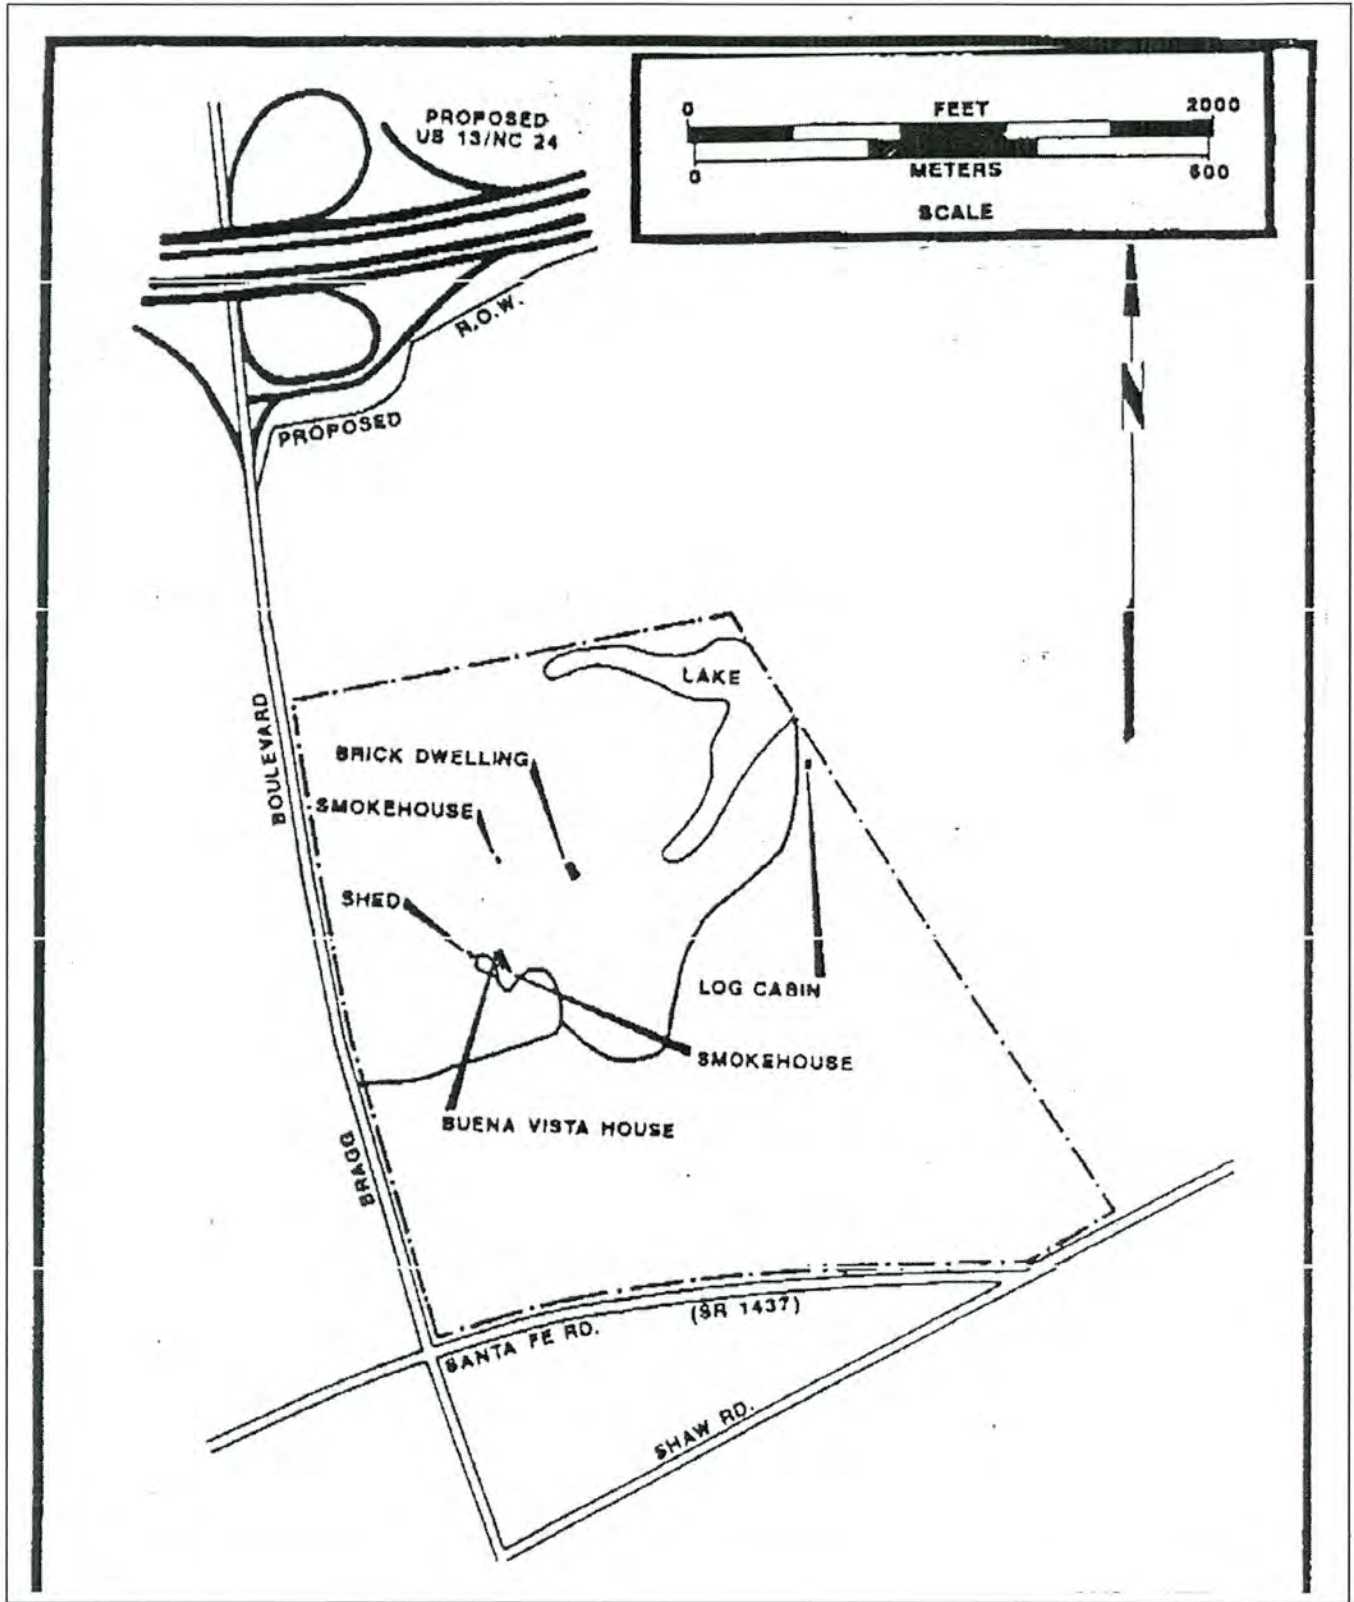 PROPOSED
US 13/NC 24
0 FEET 2000
0 METERS 600
SCALE
R.O.W.
PROPOSED
N
LAKE
BOULEVARD
BRICK DWELLING
SMOKEHOUSE
SHED
LOG CABIN
SMOKEHOUSE
BUENA VISTA HOUSE
BRAGG
(SR 1437)
SANTA FE RD.
SHAW RD.